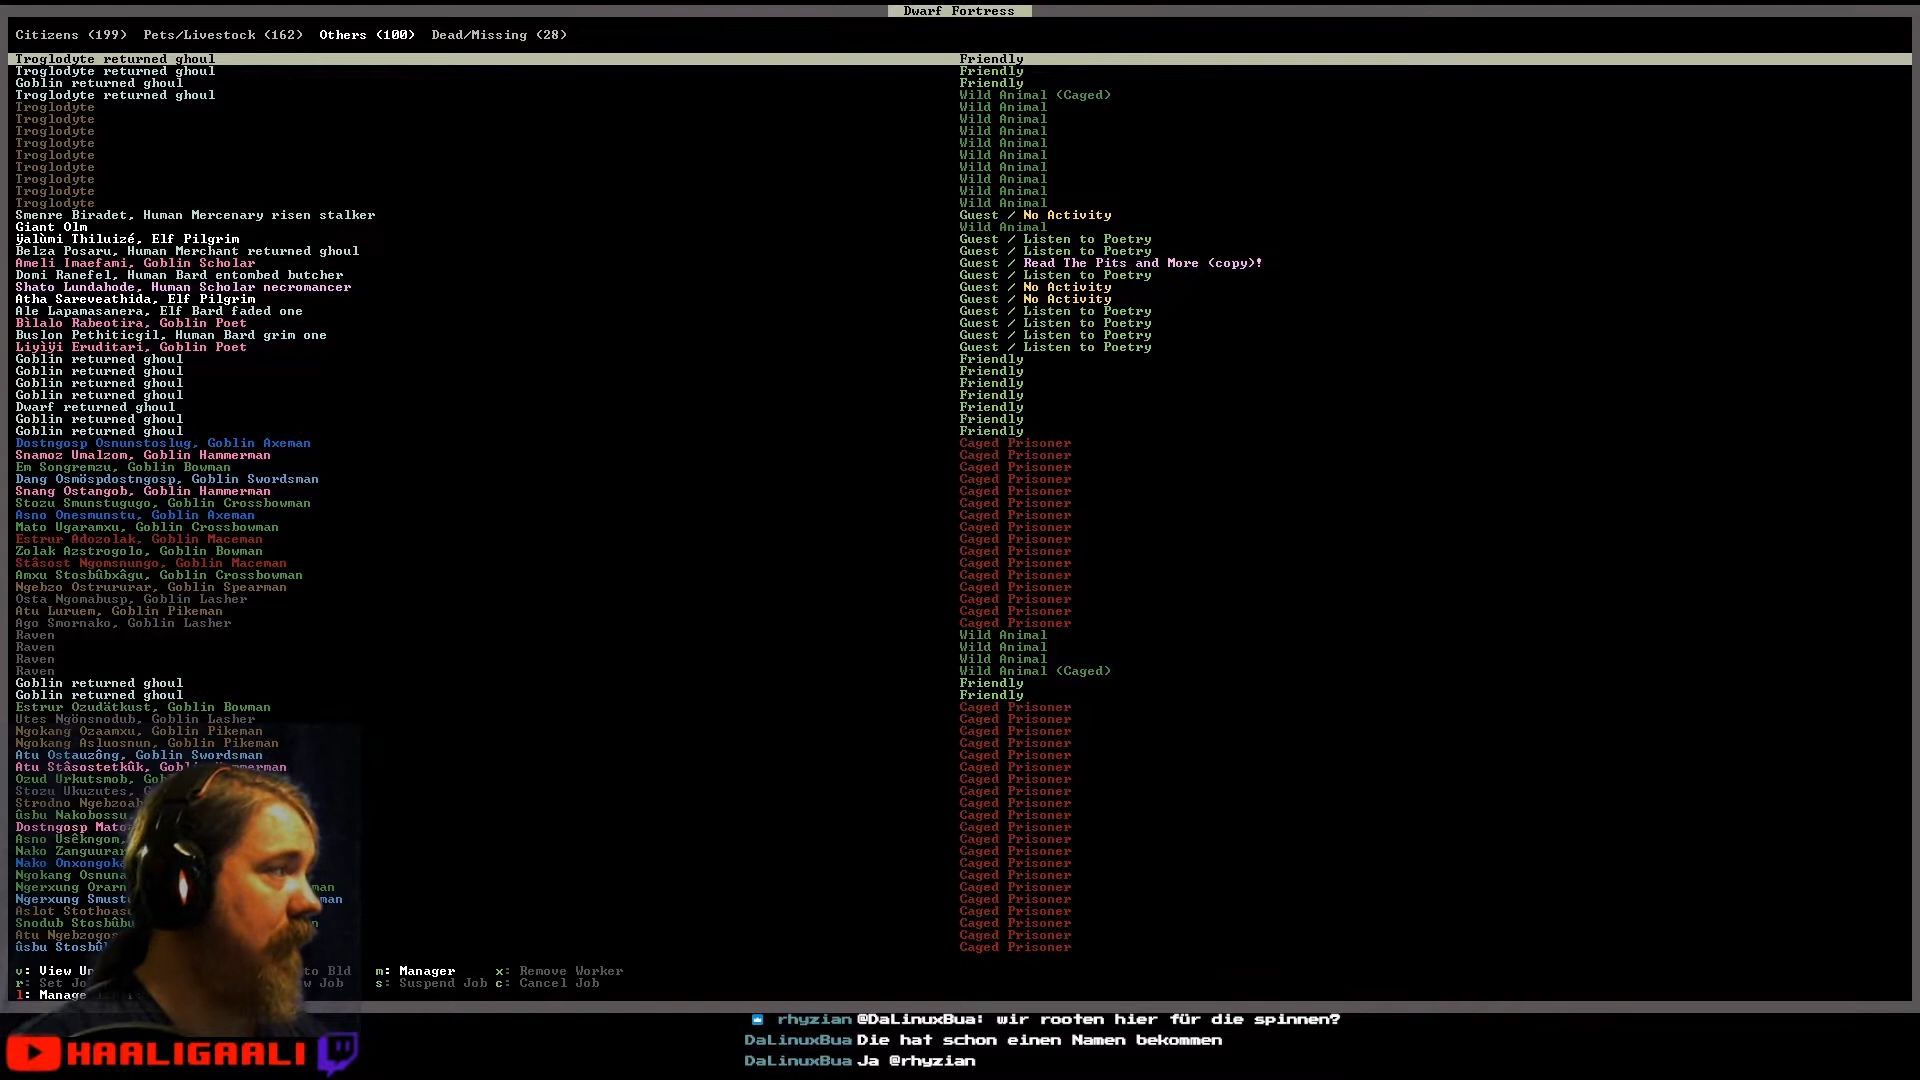 Dwarf Fortress
Citizens (199) Pets/Livestock (162) Others (100) Dead/Missing (28)
Troglodyte returned ghoul Friendly
Troglodyte returned ghoul Friendly
Goblin returned ghoul Friendly
Troglodyte returned ghoul Wild Animal (Caged)
Troglodyte Wild Animal
Troglodyte Wild Animal
Troglodyte Wild Animal
Troglodyte Wild Animal
Troglodyte Wild Animal
Troglodyte Wild Animal
Troglodyte Wild Animal
Troglodyte Wild Animal
Troglodyte Wild Animal
Smenre Biradet, Human Mercenary risen stalker Guest / No Activity
Giant Olm Wild Animal
ÿalùmi Thiluizé, Elf Pilgrim Guest / Listen to Poetry
Belza Posaru, Human Merchant returned ghoul Guest / Listen to Poetry
Ameli Imaefami, Goblin Scholar Guest / Read The Pits and More (copy)!
Domi Ranefel, Human Bard entombed butcher Guest / Listen to Poetry
Shato Lundahode, Human Scholar necromancer Guest / No Activity
Atha Sareveathida, Elf Pilgrim Guest / No Activity
Ale Lapamasanera, Elf Bard faded one Guest / Listen to Poetry
Bìlalo Rabeotira, Goblin Poet Guest / Listen to Poetry
Buslon Pethiticgil, Human Bard grim one Guest / Listen to Poetry
Liyìÿi Eruditari, Goblin Poet Guest / Listen to Poetry
Goblin returned ghoul Friendly
Goblin returned ghoul Friendly
Goblin returned ghoul Friendly
Goblin returned ghoul Friendly
Dwarf returned ghoul Friendly
Goblin returned ghoul Friendly
Goblin returned ghoul Friendly
Dostngosp Osnunstoslug, Goblin Axeman Caged Prisoner
Snamoz Umalzom, Goblin Hammerman Caged Prisoner
Em Songremzu, Goblin Bowman Caged Prisoner
Dang Osmöspdostngosp, Goblin Swordsman Caged Prisoner
Snang Ostangob, Goblin Hammerman Caged Prisoner
Stozu Smunstugugo, Goblin Crossbowman Caged Prisoner
Asno Onesmunstu, Goblin Axeman Caged Prisoner
Mato Ugaramxu, Goblin Crossbowman Caged Prisoner
Estrur Adozolak, Goblin Maceman Caged Prisoner
Zolak Azstrogolo, Goblin Bowman Caged Prisoner
Stâsost Ngomsnungo, Goblin Maceman Caged Prisoner
Amxu Stosbûbxâgu, Goblin Crossbowman Caged Prisoner
Ngebzo Ostrururar, Goblin Spearman Caged Prisoner
Osta Ngomabusp, Goblin Lasher Caged Prisoner
Atu Luruem, Goblin Pikeman Caged Prisoner
Ago Smornako, Goblin Lasher Caged Prisoner
Raven Wild Animal
Raven Wild Animal
Raven Wild Animal
Raven Wild Animal (Caged)
Goblin returned ghoul Friendly
Goblin returned ghoul Friendly
Estrur Ozudätkust, Goblin Bowman Caged Prisoner
Utes Ngönsnodub, Goblin Lasher Caged Prisoner
Ngokang Ozaamxu, Goblin Pikeman Caged Prisoner
Ngokang Asluosnun, Goblin Pikeman Caged Prisoner
Atu Ostauzông, Goblin Swordsman Caged Prisoner
Atu Stâsostetkûk, Caged Prisoner
Ozud Urkutsmob, Caged Prisoner
Stozu Ukuzutes, Caged Prisoner
Strodno Caged Prisoner
ûsbu Nakobossu, Caged Prisoner
Dostngosp Caged Prisoner
Asno Usêkngom, Caged Prisoner
Nako Caged Prisoner
Nako Caged Prisoner
Ngokang Caged Prisoner
Ngerxung Caged Prisoner
Ngerxung Caged Prisoner
Aslot Caged Prisoner
Snodub Caged Prisoner
Atu Caged Prisoner
ûsbu Caged Prisoner
v: View Bld m: Manager x: Remove Worker
r: Set Job s: Suspend Job c: Cancel Job
l: Manage
HAALIGAALI
rhyzian @DaLinuxBua: wir rooten hier für die spinnen?
DaLinuxBua Die hat schon einen Namen bekommen
DaLinuxBua Ja @rhyzian